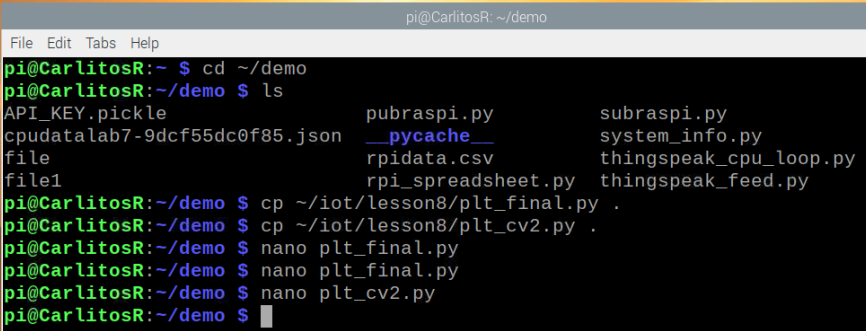 pi@CarlitosR: ~/demo
File Edit Tabs Help
pi@CarlitosR:~ $ cd ~/demo
pi@CarlitosR:~/demo $ ls
API_KEY.pickle pubraspi.py subraspi.py
cpudatalab7-9dcf55dc0f85.json __pycache__ system_info.py
file rpidata.csv thingspeak_cpu_loop.py
file1 rpi_spreadsheet.py thingspeak_feed.py
pi@CarlitosR:~/demo $ cp ~/iot/lesson8/plt_final.py .
pi@CarlitosR:~/demo $ cp ~/iot/lesson8/plt_cv2.py .
pi@CarlitosR:~/demo $ nano plt_final.py
pi@CarlitosR:~/demo $ nano plt_final.py
pi@CarlitosR:~/demo $ nano plt_cv2.py
pi@CarlitosR:~/demo $